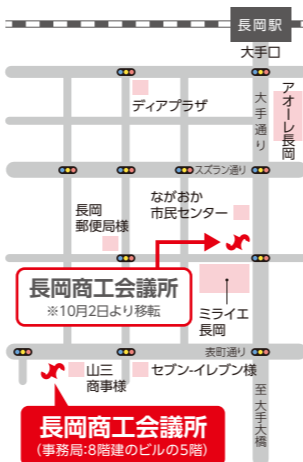 長岡駅
大手口
大手通り
アオーレ長岡
ディアプラザ
スズラン通り
ながおか
市民センター
長岡
郵便局様
長岡商工会議所
※10月2日より移転
ミライエ
長岡
表町通り
山三
商事様
セブン-イレブン様
至 大手大橋
長岡商工会議所
(事務局:8階建のビルの5階)